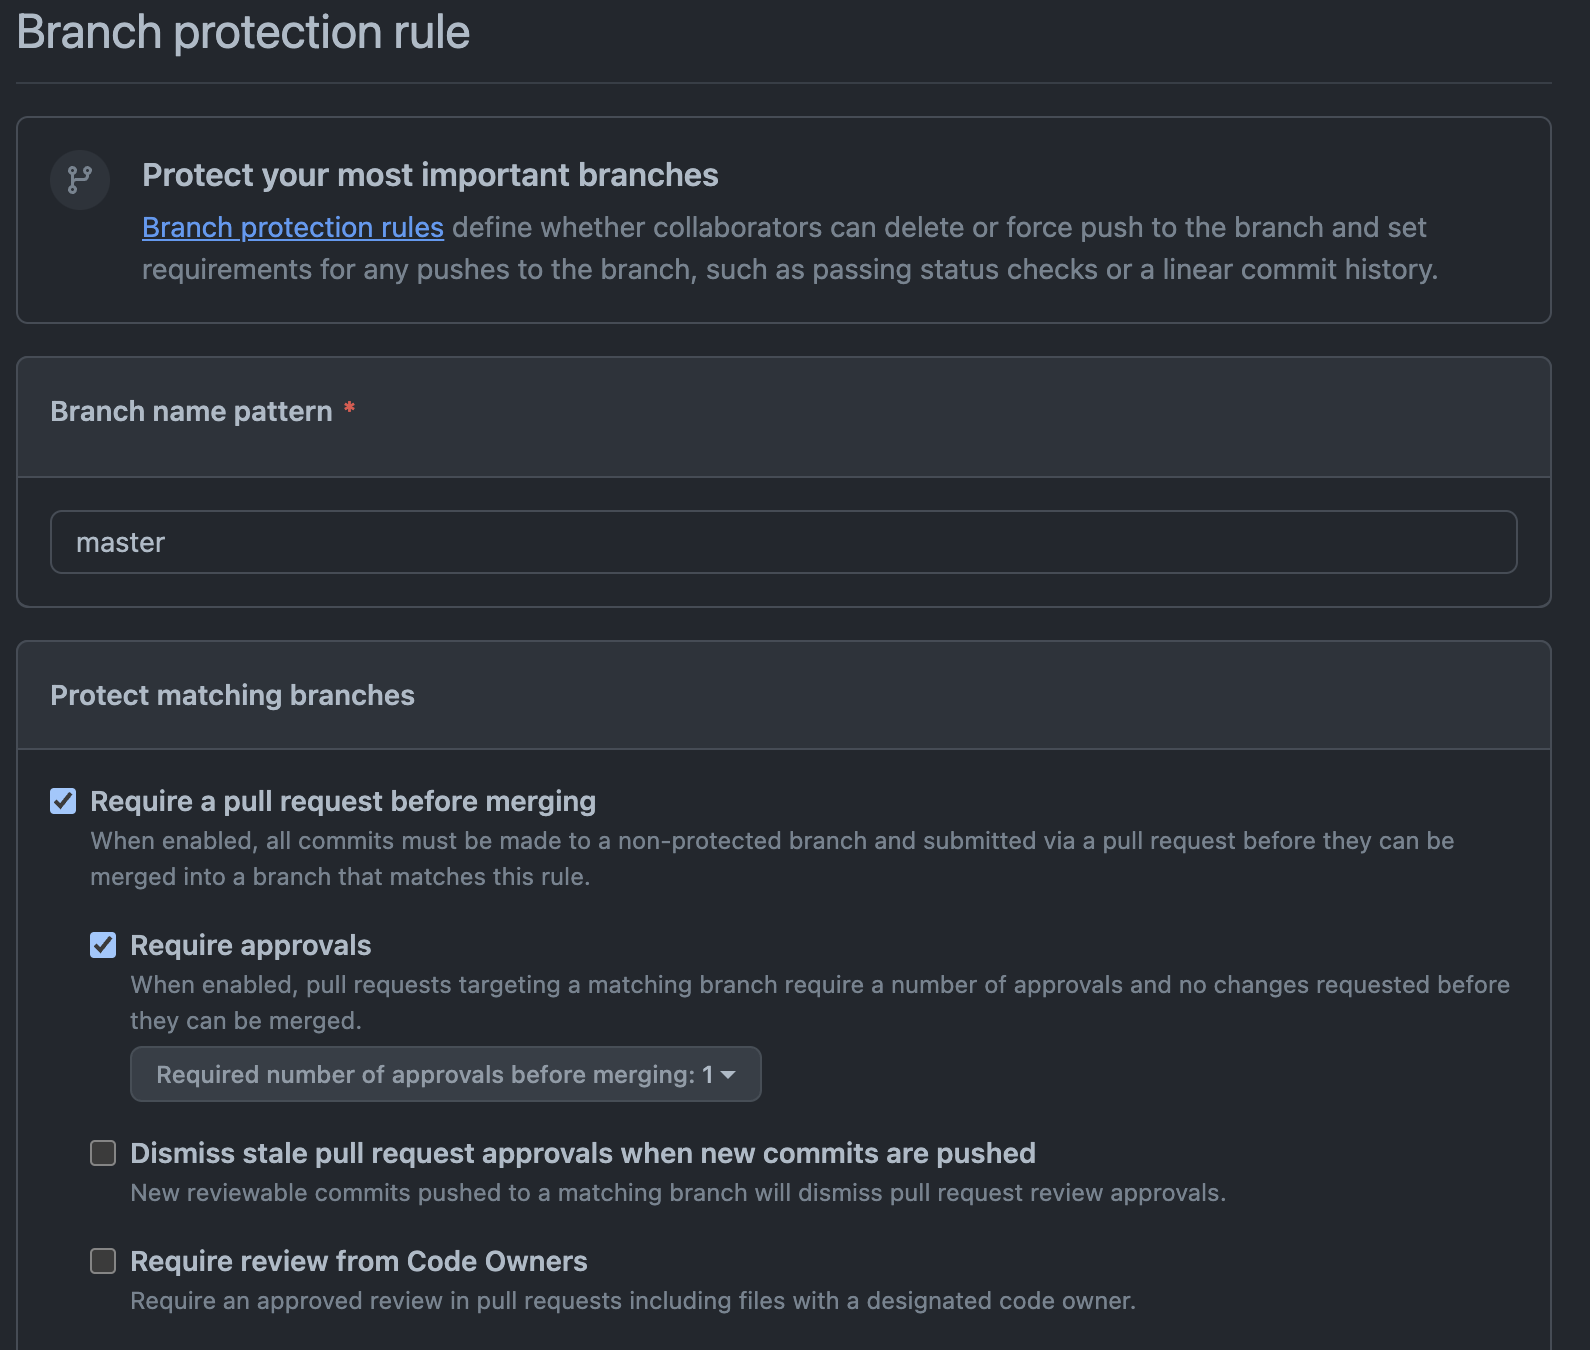 Branch protection rule
Protect your most important branches
Branch protection rules define whether collaborators can delete or force push to the branch and set
requirements for any pushes to the branch, such as passing status checks or a linear commit history.
Branch name pattern *
master
Protect matching branches
Require a pull request before merging
When enabled, all commits must be made to a non-protected branch and submitted via a pull request before they can be
merged into a branch that matches this rule.
Require approvals
When enabled, pull requests targeting a matching branch require a number of approvals and no changes requested before
they can be merged.
Required number of approvals before merging: 1
Dismiss stale pull request approvals when new commits are pushed
New reviewable commits pushed to a matching branch will dismiss pull request review approvals.
Require review from Code Owners
Require an approved review in pull requests including files with a designated code owner.